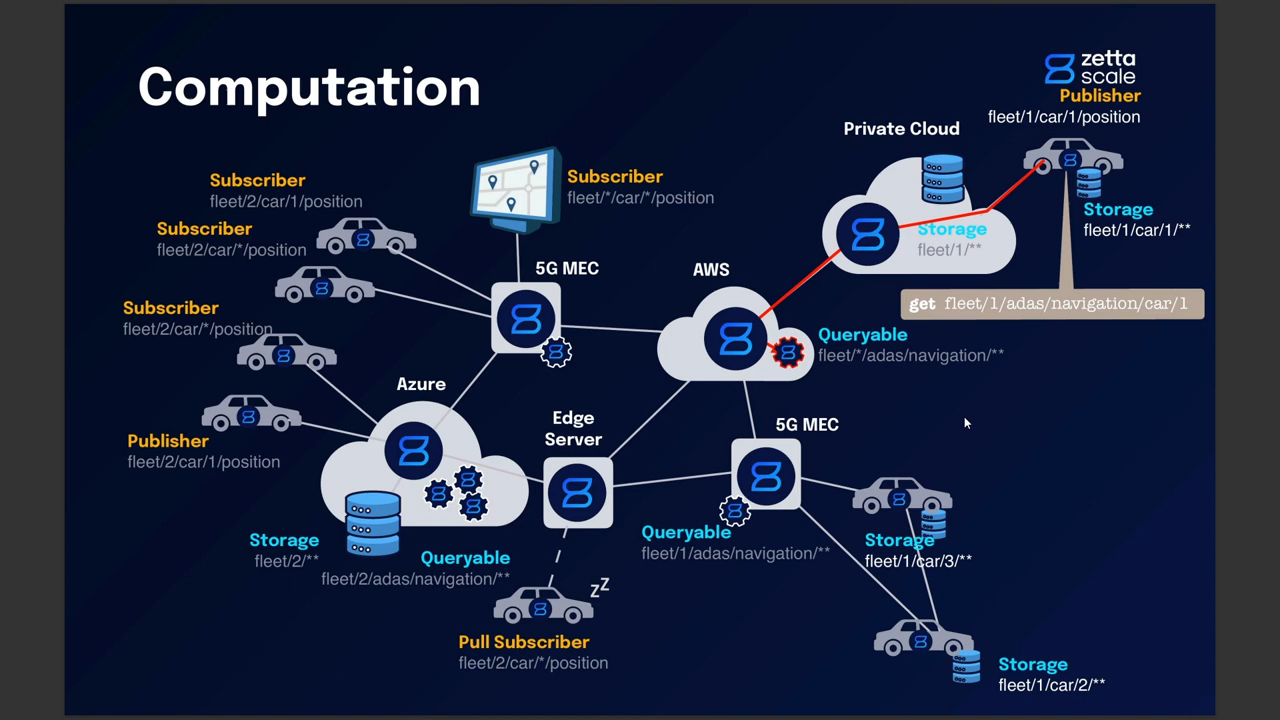 Computation
zetta
scale
Publisher
fleet/1/car/1/position
Private Cloud
Storage
fleet/1/**
Storage
fleet/1/car/1/**
get fleet/1/adas/navigation/car/1
Subscriber
fleet/2/car/1/position
Subscriber
fleet/2/car/*/position
Subscriber
fleet/2/car/*/position
Publisher
fleet/2/car/1/position
Subscriber
fleet/*/car/*/position
5G MEC
AWS
Queryable
fleet/*/adas/navigation/**
Azure
Edge
Server
5G MEC
Storage
fleet/2/**
Queryable
fleet/2/adas/navigation/**
Queryable
fleet/1/adas/navigation/**
Storage
fleet/1/car/3/**
zZ
Pull Subscriber
fleet/2/car/*/position
Storage
fleet/1/car/2/**